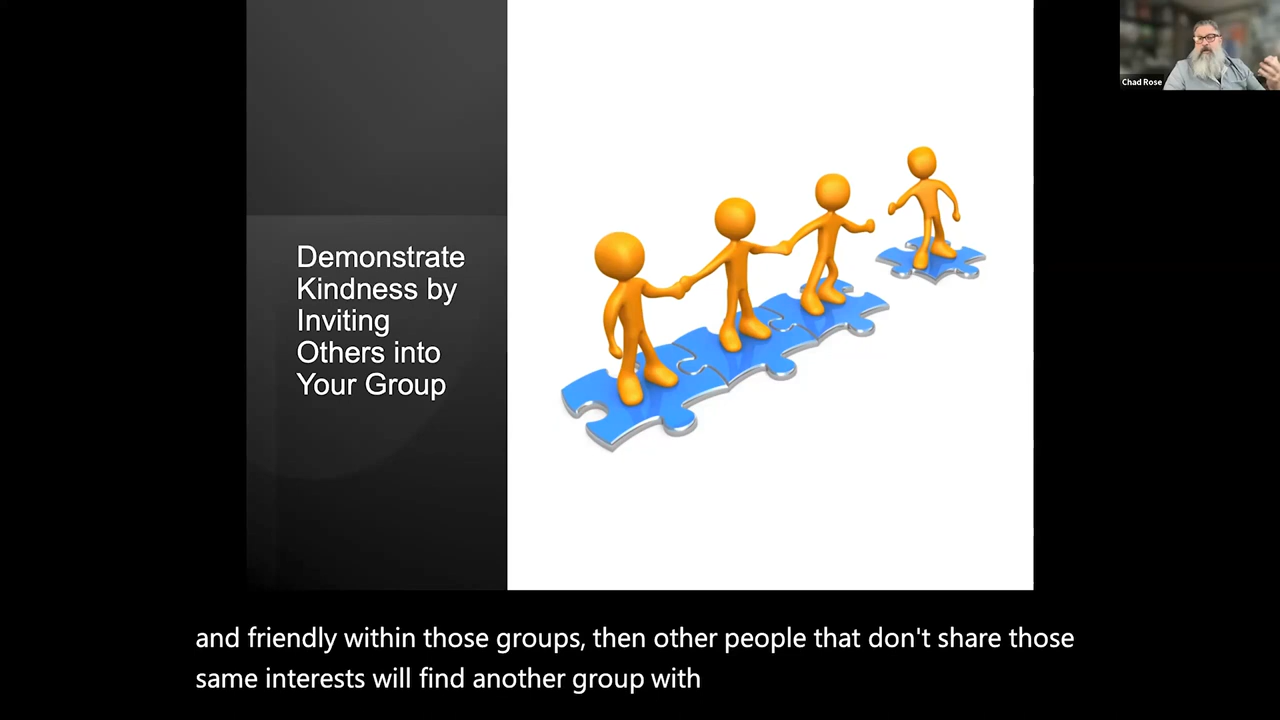 Chad Rose
Demonstrate
Kindness by
Inviting
Others into
Your Group
and friendly within those groups, then other people that don't share those
same interests will find another group with